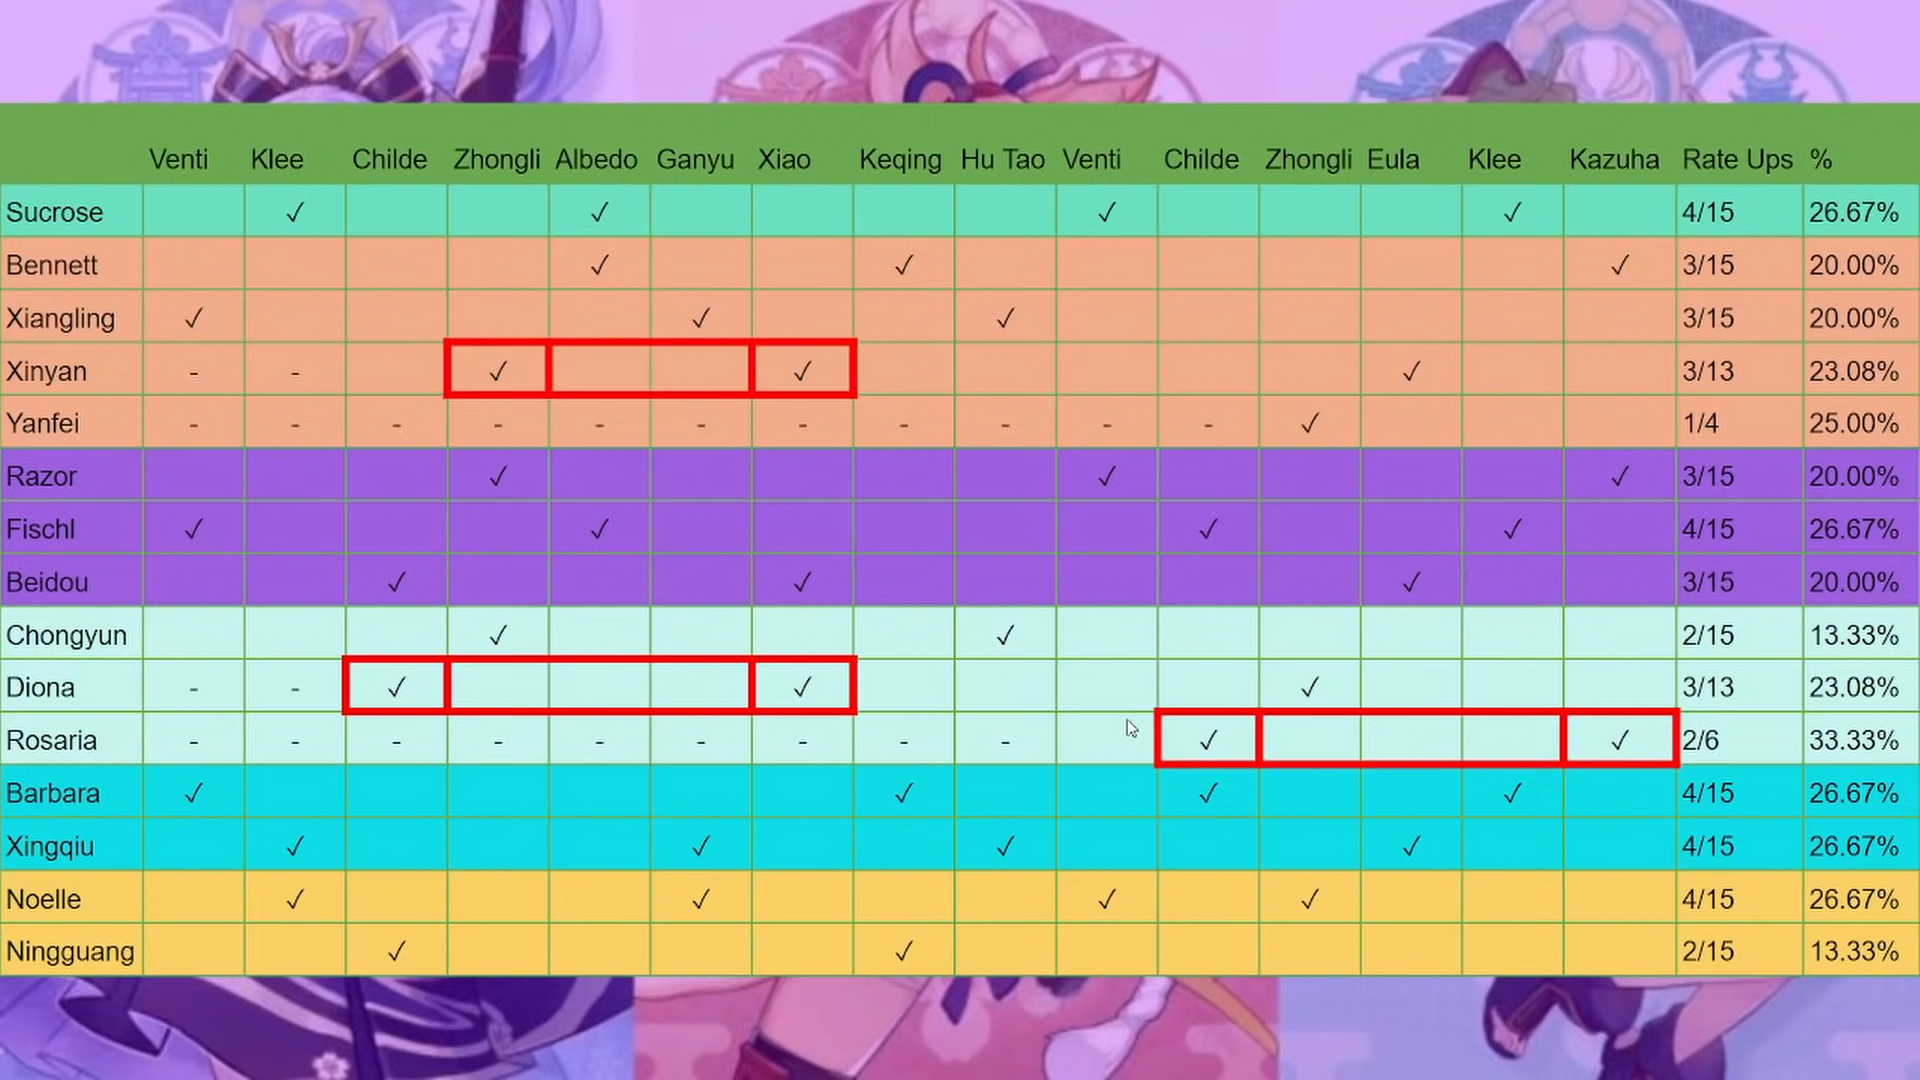 Venti Klee Childe Zhongli Albedo Ganyu Xiao Keqing Hu Tao Venti Childe Zhongli Eula Klee Kazuha Rate Ups %
Sucrose ✓ ✓ ✓ ✓ 4/15 26.67%
Bennett ✓ ✓ ✓ 3/15 20.00%
Xiangling ✓ ✓ ✓ 3/15 20.00%
Xinyan - - ✓ ✓ ✓ 3/13 23.08%
Yanfei - - - - - - - - - - - ✓ 1/4 25.00%
Razor ✓ ✓ ✓ 3/15 20.00%
Fischl ✓ ✓ ✓ ✓ 4/15 26.67%
Beidou ✓ ✓ ✓ 3/15 20.00%
Chongyun ✓ ✓ 2/15 13.33%
Diona - - ✓ ✓ ✓ 3/13 23.08%
Rosaria - - - - - - - - - ✓ ✓ 2/6 33.33%
Barbara ✓ ✓ ✓ ✓ 4/15 26.67%
Xingqiu ✓ ✓ ✓ ✓ 4/15 26.67%
Noelle ✓ ✓ ✓ ✓ 4/15 26.67%
Ningguang ✓ ✓ 2/15 13.33%